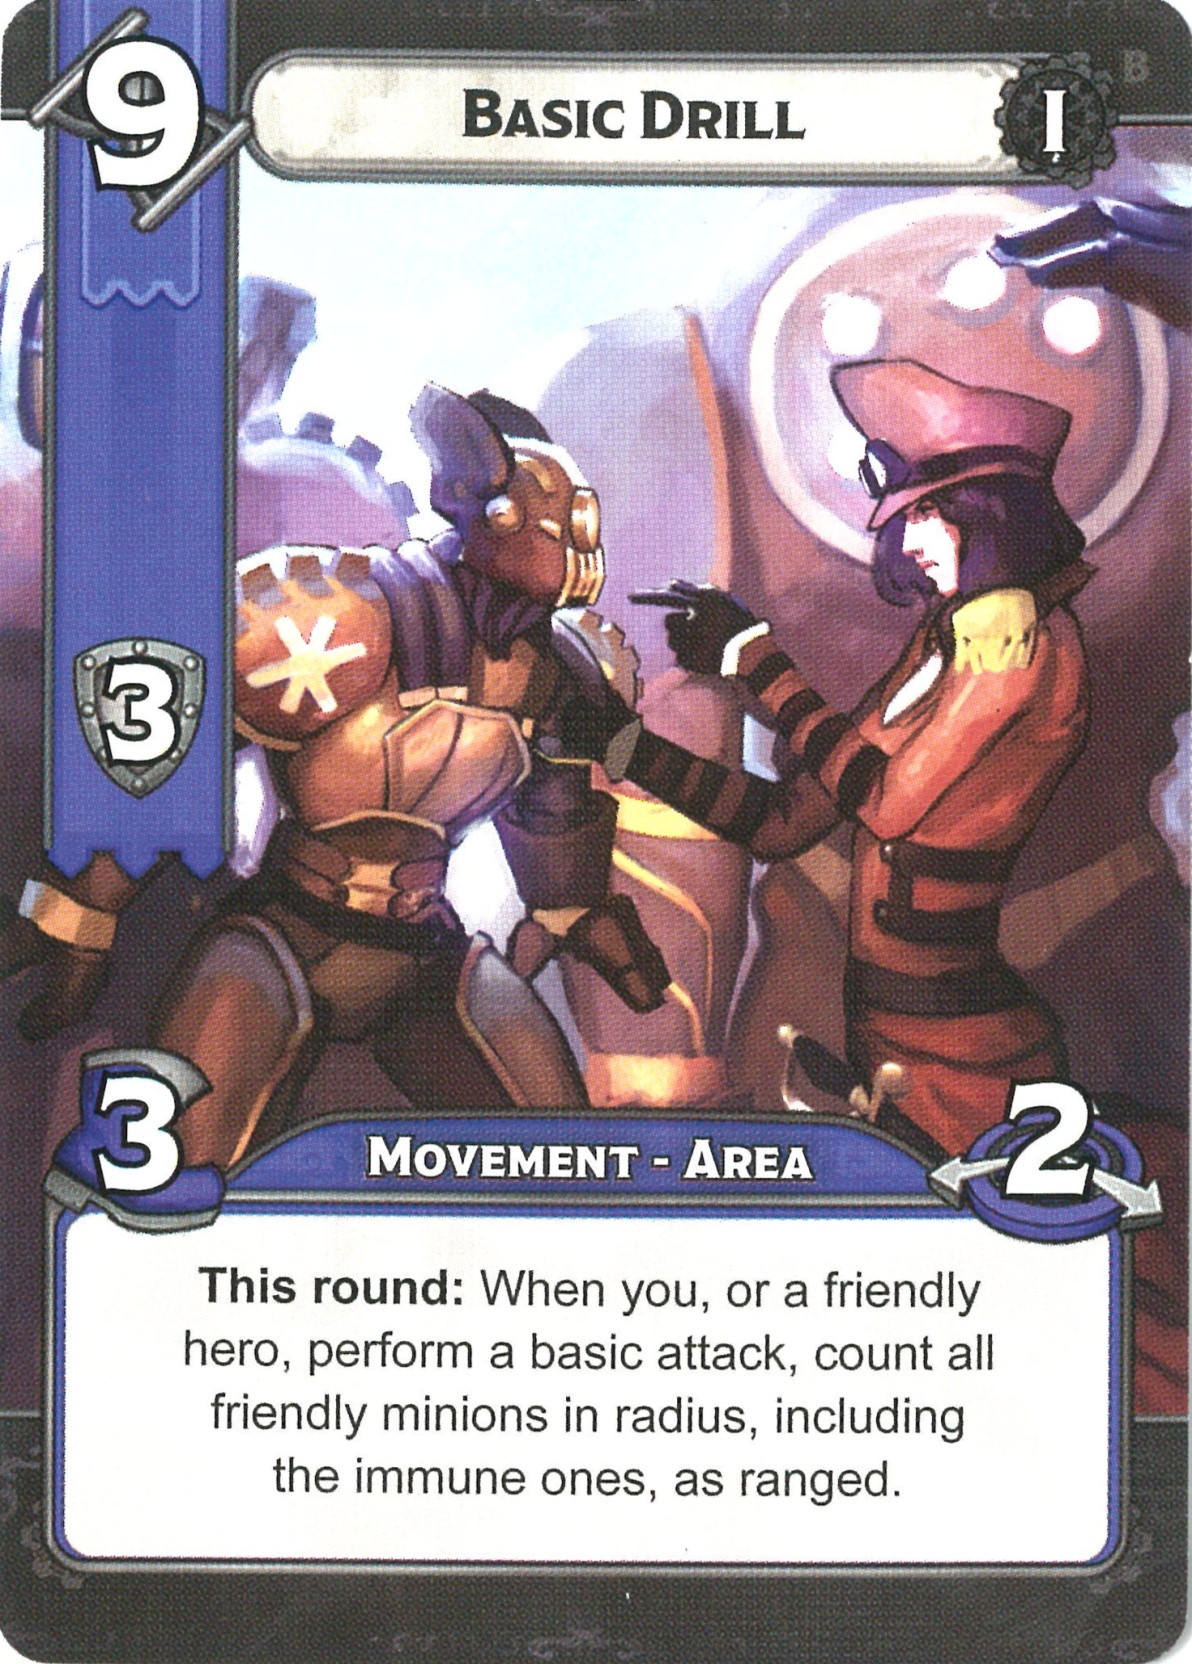 9
BASIC DRILL
I
B
3
3
MOVEMENT - AREA
2
This round: When you, or a friendly
hero, perform a basic attack, count all
friendly minions in radius, including
the immune ones, as ranged.